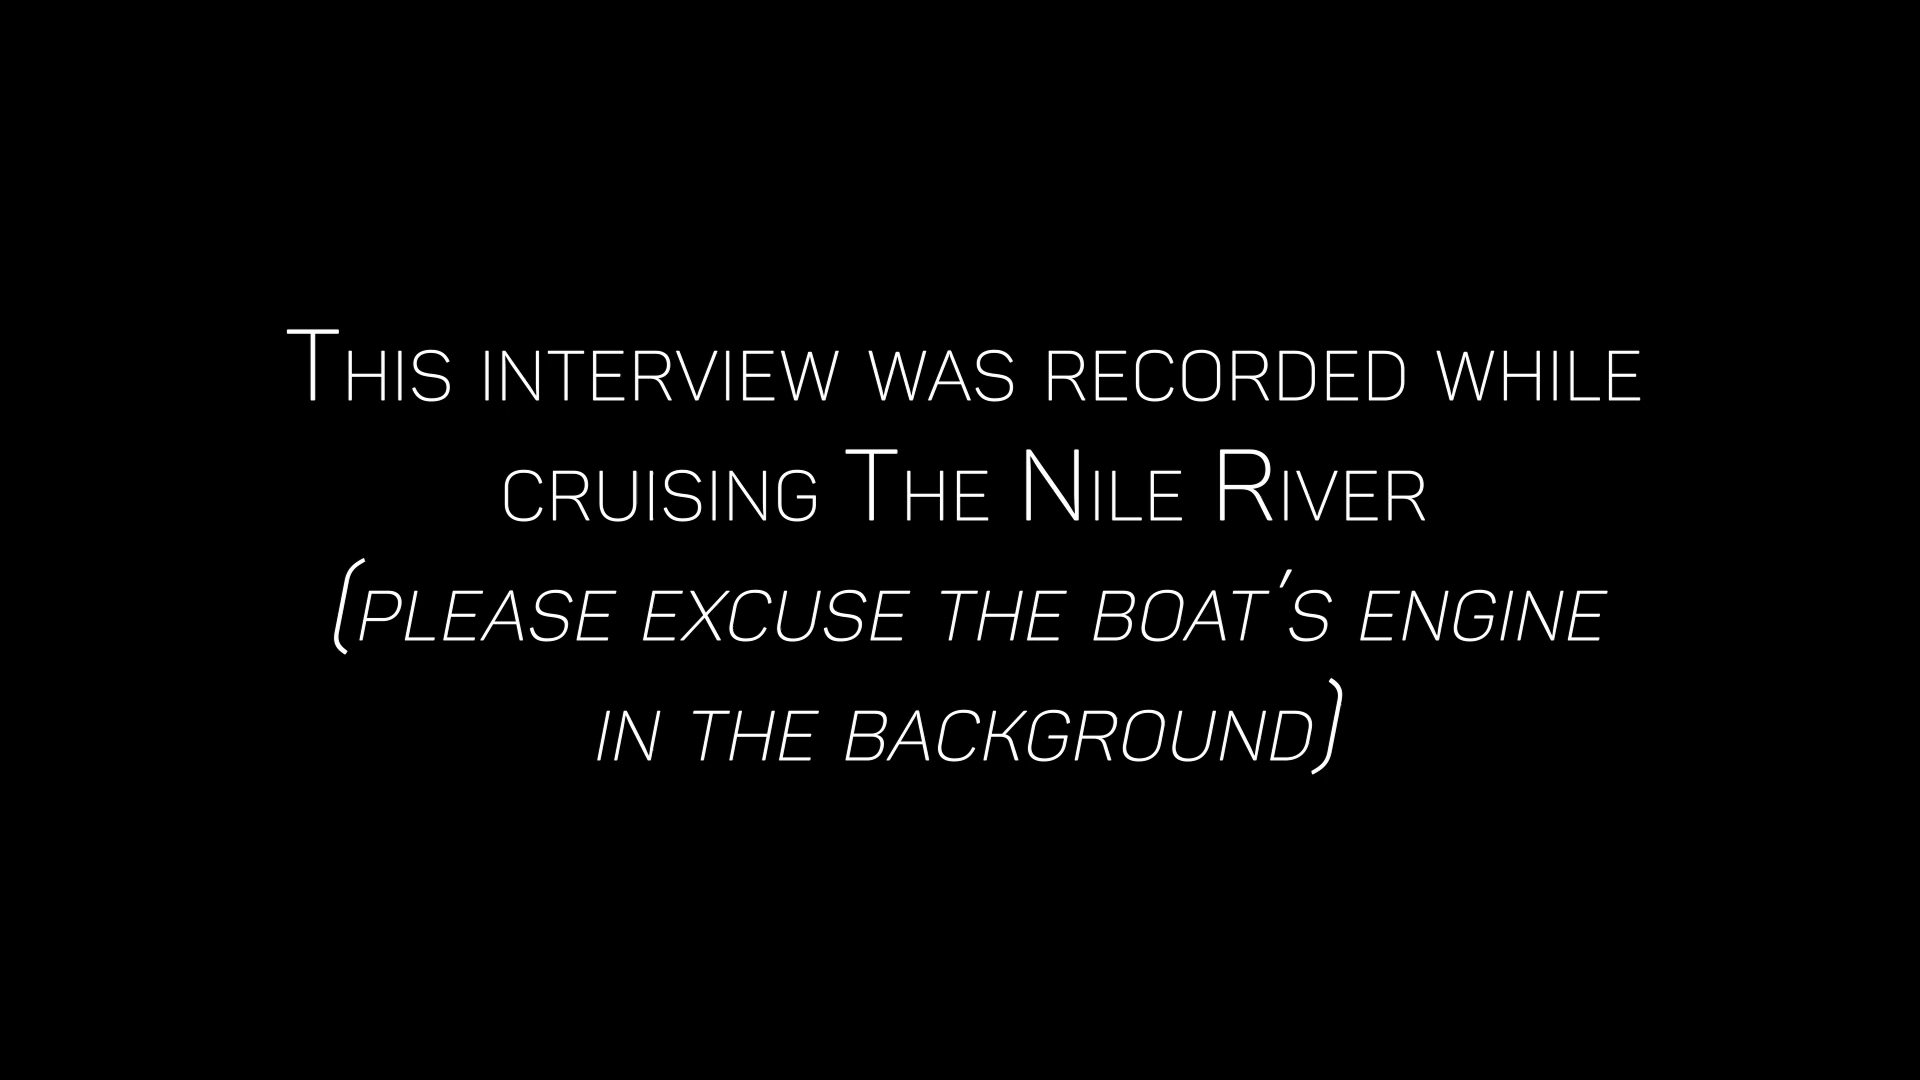 This interview was recorded while
cruising The Nile River
(please excuse the boat's engine
in the background)